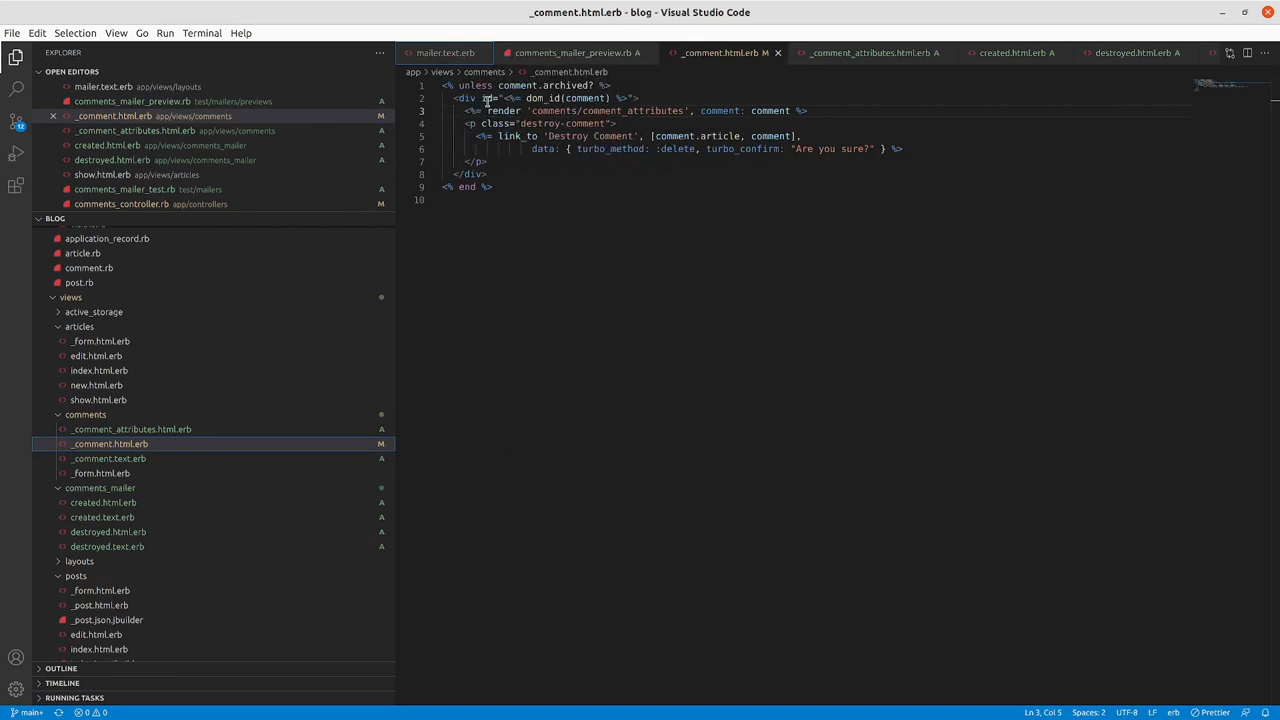 _comment.html.erb - blog - Visual Studio Code
File Edit Selection View Go Run Terminal Help
EXPLORER
mailer.text.erb comments_mailer_preview.rb A _comment.html.erb M _comment_attributes.html.erb A created.html.erb A destroyed.html.erb A
OPEN EDITORS
app views comments _comment.html.erb
mailer.text.erb app/views/layouts
comments_mailer_preview.rb test/mailers/previews
_comment.html.erb app/views/comments M
_comment_attributes.html.erb app/views/comments A
created.html.erb app/views/comments_mailer A
destroyed.html.erb app/views/comments_mailer A
show.html.erb app/views/articles
comments_mailer_test.rb test/mailers A
comments_controller.rb app/controllers M
BLOG
application_record.rb
article.rb
comment.rb
post.rb
views
active_storage
articles
_form.html.erb
edit.html.erb
index.html.erb
new.html.erb
show.html.erb
comments
_comment_attributes.html.erb A
_comment.html.erb M
_comment.text.erb A
_form.html.erb
comments_mailer
created.html.erb A
created.text.erb A
destroyed.html.erb A
destroyed.text.erb A
layouts
posts
_form.html.erb
_post.html.erb
_post.json.jbuilder
edit.html.erb
index.html.erb
OUTLINE
TIMELINE
RUNNING TASKS
12
1 <% unless comment.archived? %>
2 <div id="<%= dom_id(comment) %>">
3 <%= render 'comments/comment_attributes', comment: comment %>
4 <p class="destroy-comment">
5 <%= link_to 'Destroy Comment', [comment.article, comment],
6 data: { turbo_method: :delete, turbo_confirm: "Are you sure?" } %>
7 </p>
8 </div>
9 <% end %>
10
main+ 0 0 Ln 3, Col 5 Spaces: 2 UTF-8 LF erb Prettier